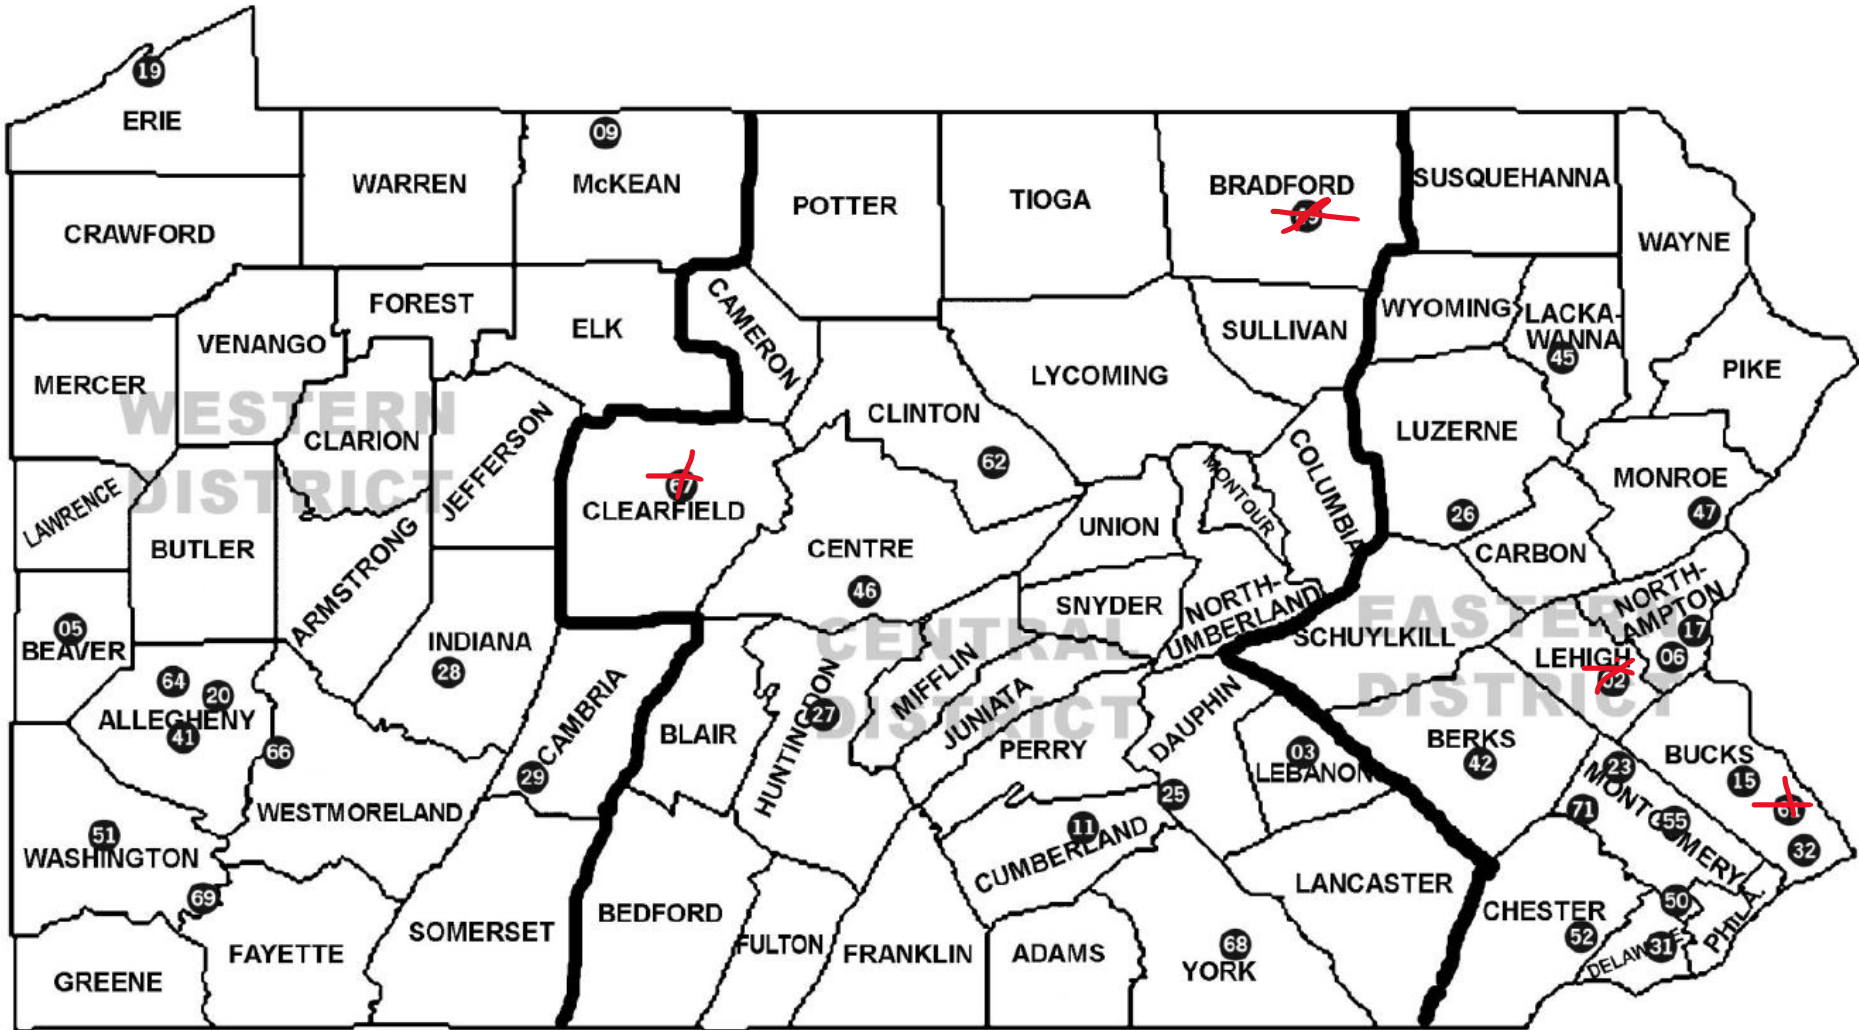 19
ERIE
09
WARREN
McKEAN
POTTER
TIOGA
BRADFORD
SUSQUEHANNA
CRAWFORD
WAYNE
FOREST
ELK
CAMERON
SULLIVAN
WYOMING
LACKA-
WANNA
45
VENANGO
MERCER
LYCOMING
PIKE
WESTERN
DISTRICT
CLARION
JEFFERSON
CLINTON
62
COLUMBIA
LUZERNE
26
MONTOUR
MONROE
47
LAWRENCE
BUTLER
ARMSTRONG
CLEARFIELD
CENTRE
46
UNION
SNYDER
NORTH-
UMBERLAND
CARBON
NORTH-
AMPTON
17
06
05
BEAVER
INDIANA
28
CENTRAL
DISTRICT
EASTERN
DISTRICT
SCHUYLKILL
LEHIGH
02
64
20
ALLEGHENY
41
66
CAMBRIA
29
BLAIR
HUNTINGDON
127
MIFFLIN
JUNIATA
PERRY
DAUPHIN
25
03
LEBANON
BERKS
42
BUCKS
15
32
23
71
55
MONTGOMERY
WESTMORELAND
51
WASHINGTON
69
11
CUMBERLAND
LANCASTER
CHESTER
52
50
31
DELAWARE
PHILA.
GREENE
FAYETTE
SOMERSET
BEDFORD
FULTON
FRANKLIN
ADAMS
68
YORK